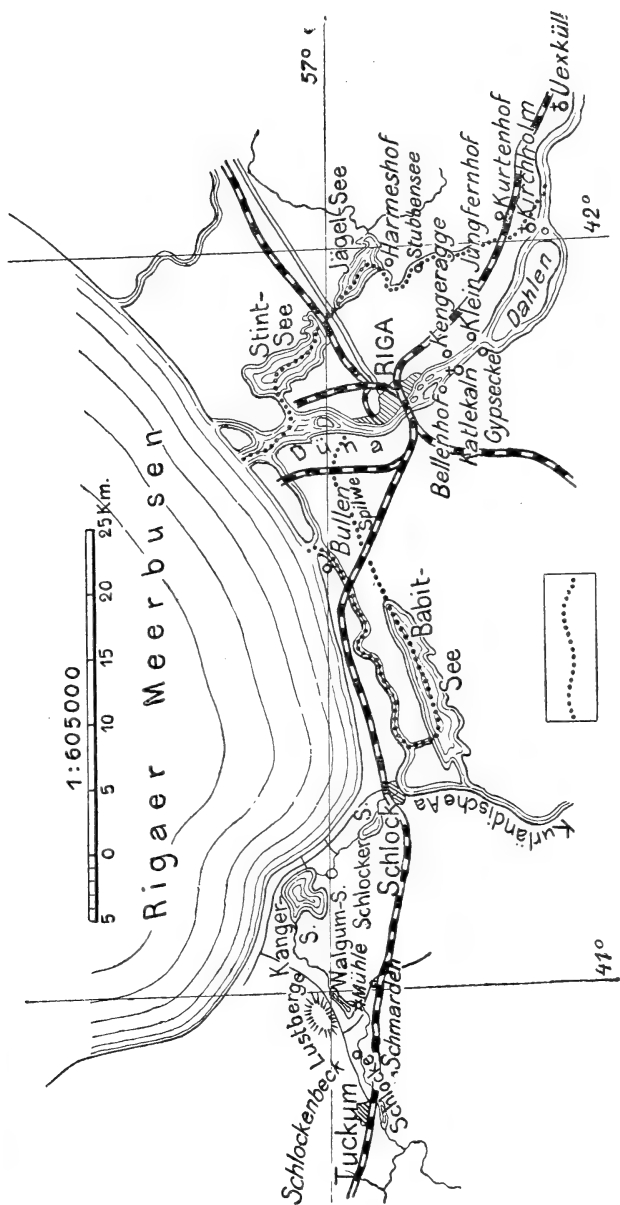 1:605000
5 0 5 10 15 20 25 Km.
Rigaer Meerbusen
57°
41°
42°
Schlockenbeck
Lustberge
Kanger-
S.
Walgum-S.
Mühle
Schlocker S.
Tuckum
Schlocke
Schmarden
Schlock
Kurländische Aa
Babit-
See
Bullen
Spilwe
Düna
Stint-
See
RIGA
Jägel-See
Harmeshof
Stubbensee
Bellenhof
Kengeragge
Katlekaln
Klein Jungfernhof
Gypsecke
Kurtenhof
Kirchholm
Dahlen
Uexküll